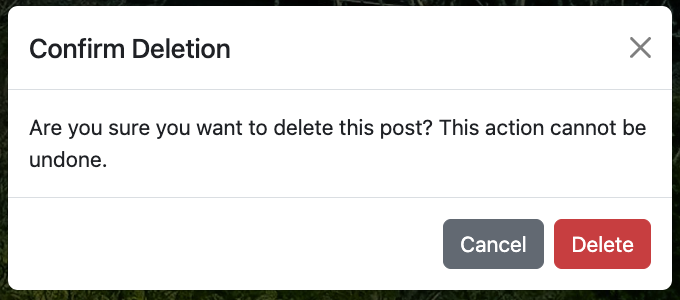 Confirm Deletion
Are you sure you want to delete this post? This action cannot be
undone.
Cancel Delete